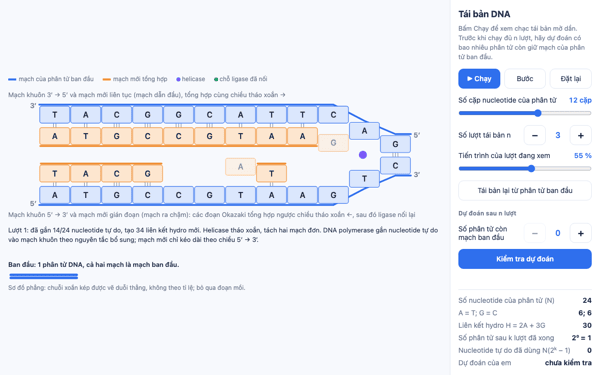 mạch của phân tử ban đầu
mạch mới tổng hợp
helicase
chỗ ligase đã nối
Mạch khuôn 3' → 5' và mạch mới liên tục (mạch dẫn đầu), tổng hợp cùng chiều tháo xoắn →
3'
T A C G G C A T T C
A
G
5'
A T G C C G T A A G
C
A
T A C G
T
T
3'
A T G C C G T A A G
5'
Mạch khuôn 5' → 3' và mạch mới gián đoạn (mạch ra chậm): các đoạn Okazaki tổng hợp ngược chiều tháo xoắn ←, sau đó ligase nối lại
Lượt 1: đã gắn 14/24 nucleotide tự do, tạo 34 liên kết hydro mới. Helicase tháo xoắn, tách hai mạch đơn. DNA polymerase gắn nucleotide tự do
vào mạch khuôn theo nguyên tắc bổ sung; mạch mới chỉ kéo dài theo chiều 5' → 3'.
Ban đầu: 1 phân tử DNA, cả hai mạch là mạch ban đầu.
Sơ đồ phẳng: chuỗi xoắn kép được vẽ duỗi thẳng, không theo tỉ lệ; bỏ qua đoạn mồi.
Tái bản DNA
Bấm Chạy để xem chạc tái bản mở dần.
Trước khi chạy đủ n lượt, hãy dự đoán có
bao nhiêu phân tử còn giữ mạch của phân
tử ban đầu.
▶ Chạy
Bước
Đặt lại
Số cặp nucleotide của phân tử 12 cặp
Số lượt tái bản n − 3 +
Tiến trình của lượt đang xem 55 %
Tái bản lại từ phân tử ban đầu
Dự đoán sau n lượt
Số phân tử còn
mạch ban đầu
− 0 +
Kiểm tra dự đoán
Số nucleotide của phân tử (N) 24
A = T; G = C 6; 6
Liên kết hydro H = 2A + 3G 30
Số phân tử sau k lượt đã xong 2⁰ = 1
Nucleotide tự do đã dùng N(2ᵏ − 1) 0
Dự đoán của em chưa kiểm tra